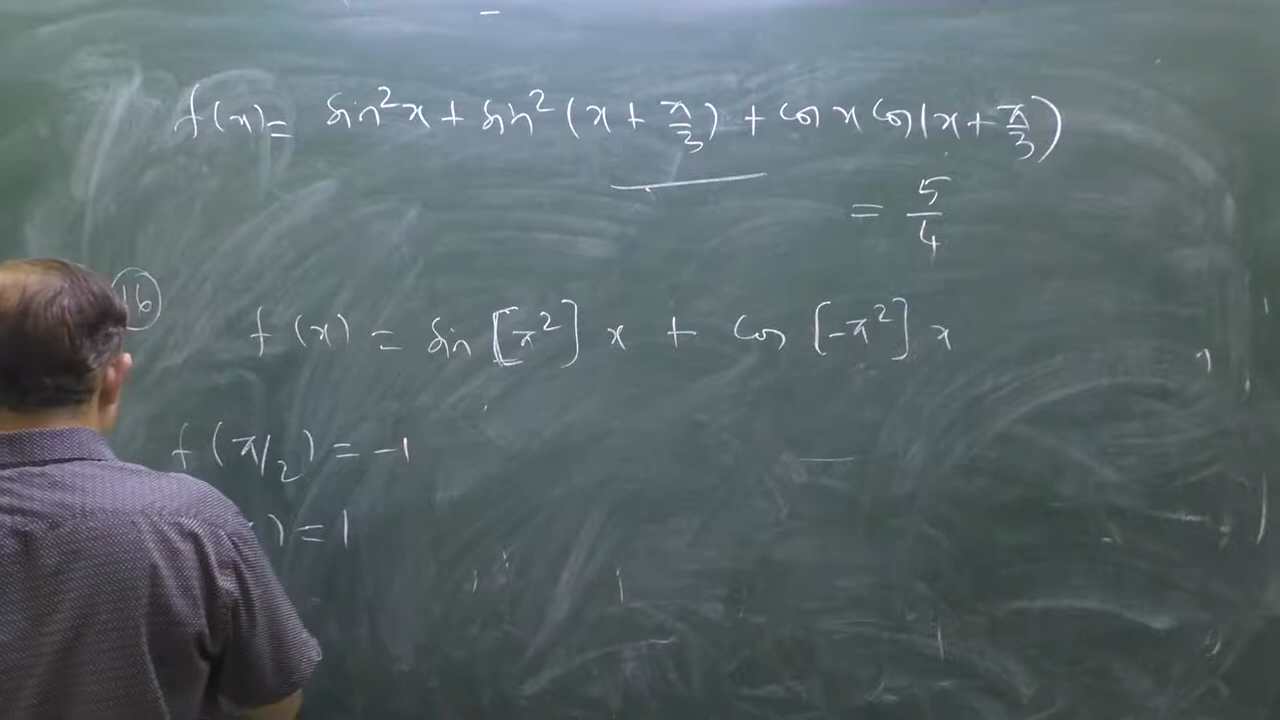 f(x) = sin²x + sin²(x + π/3) + cos x cos(x + π/3)
= 5/4
16
f(x) = sin [π²] x + cos [-π²] x
f(π/2) = -1
) = 1